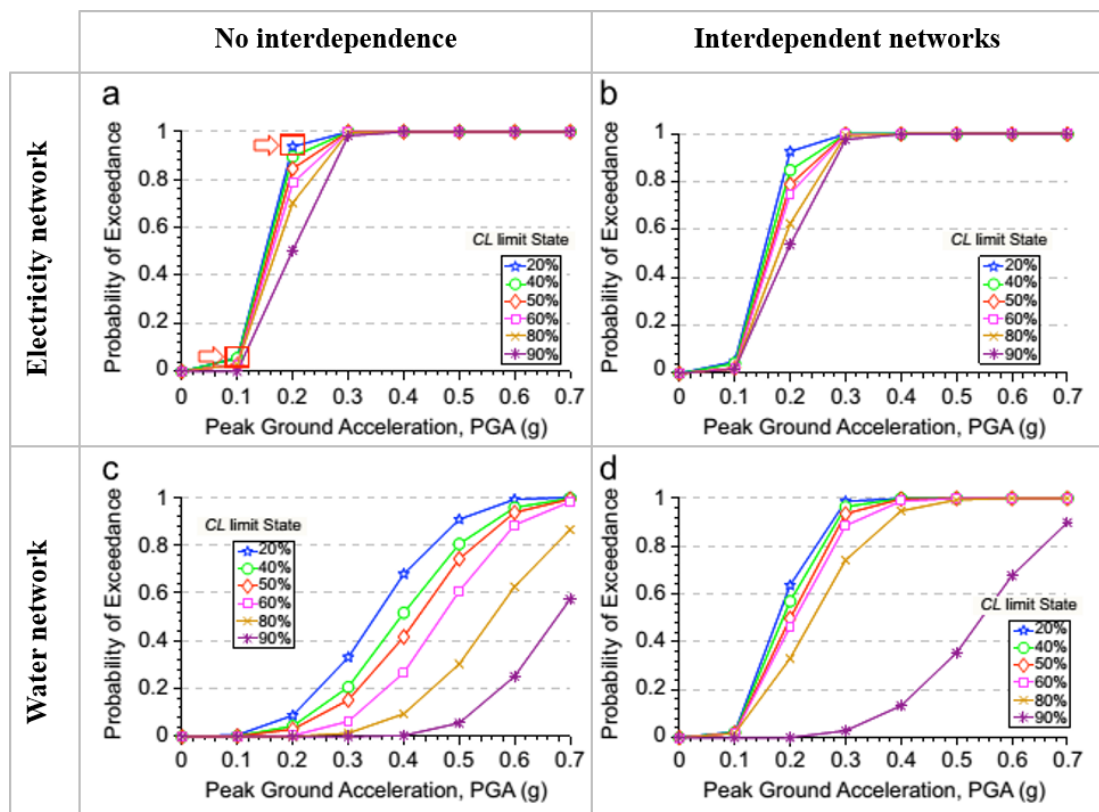 No interdependence
Interdependent networks
Electricity network
a
Probability of Exceedance
1
0.8
0.6
0.4
0.2
0
CL limit State
20%
40%
50%
60%
80%
90%
0 0.1 0.2 0.3 0.4 0.5 0.6 0.7
Peak Ground Acceleration, PGA (g)
b
Probability of Exceedance
1
0.8
0.6
0.4
0.2
0
CL limit State
20%
40%
50%
60%
80%
90%
0 0.1 0.2 0.3 0.4 0.5 0.6 0.7
Peak Ground Acceleration, PGA (g)
Water network
c
Probability of Exceedance
1
0.8
0.6
0.4
0.2
0
CL limit State
20%
40%
50%
60%
80%
90%
0 0.1 0.2 0.3 0.4 0.5 0.6 0.7
Peak Ground Acceleration, PGA (g)
d
Probability of Exceedance
1
0.8
0.6
0.4
0.2
0
CL limit State
20%
40%
50%
60%
80%
90%
0 0.1 0.2 0.3 0.4 0.5 0.6 0.7
Peak Ground Acceleration, PGA (g)